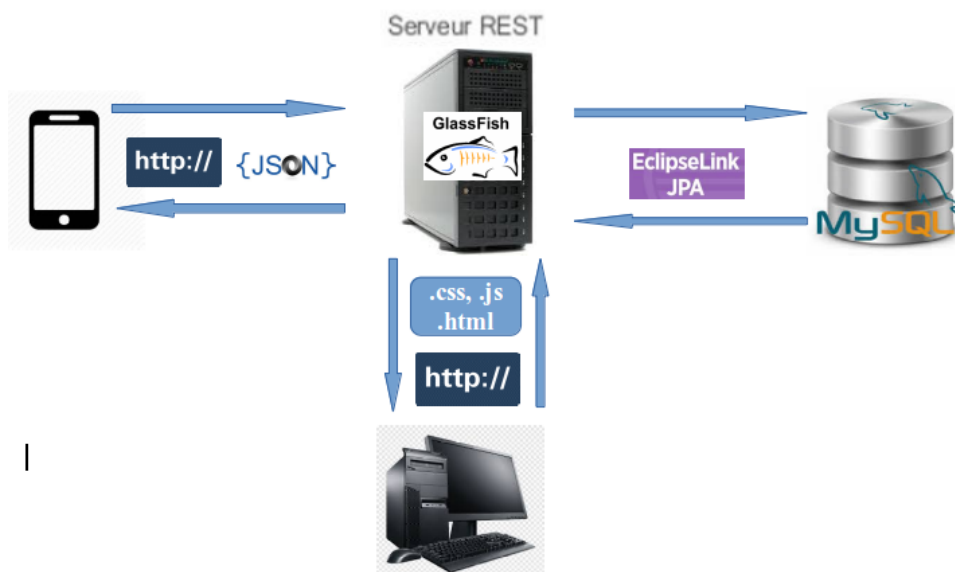 Serveur REST
GlassFish
http://
{JSON}
EclipseLink
JPA
MySQL
.css, .js
.html
http://